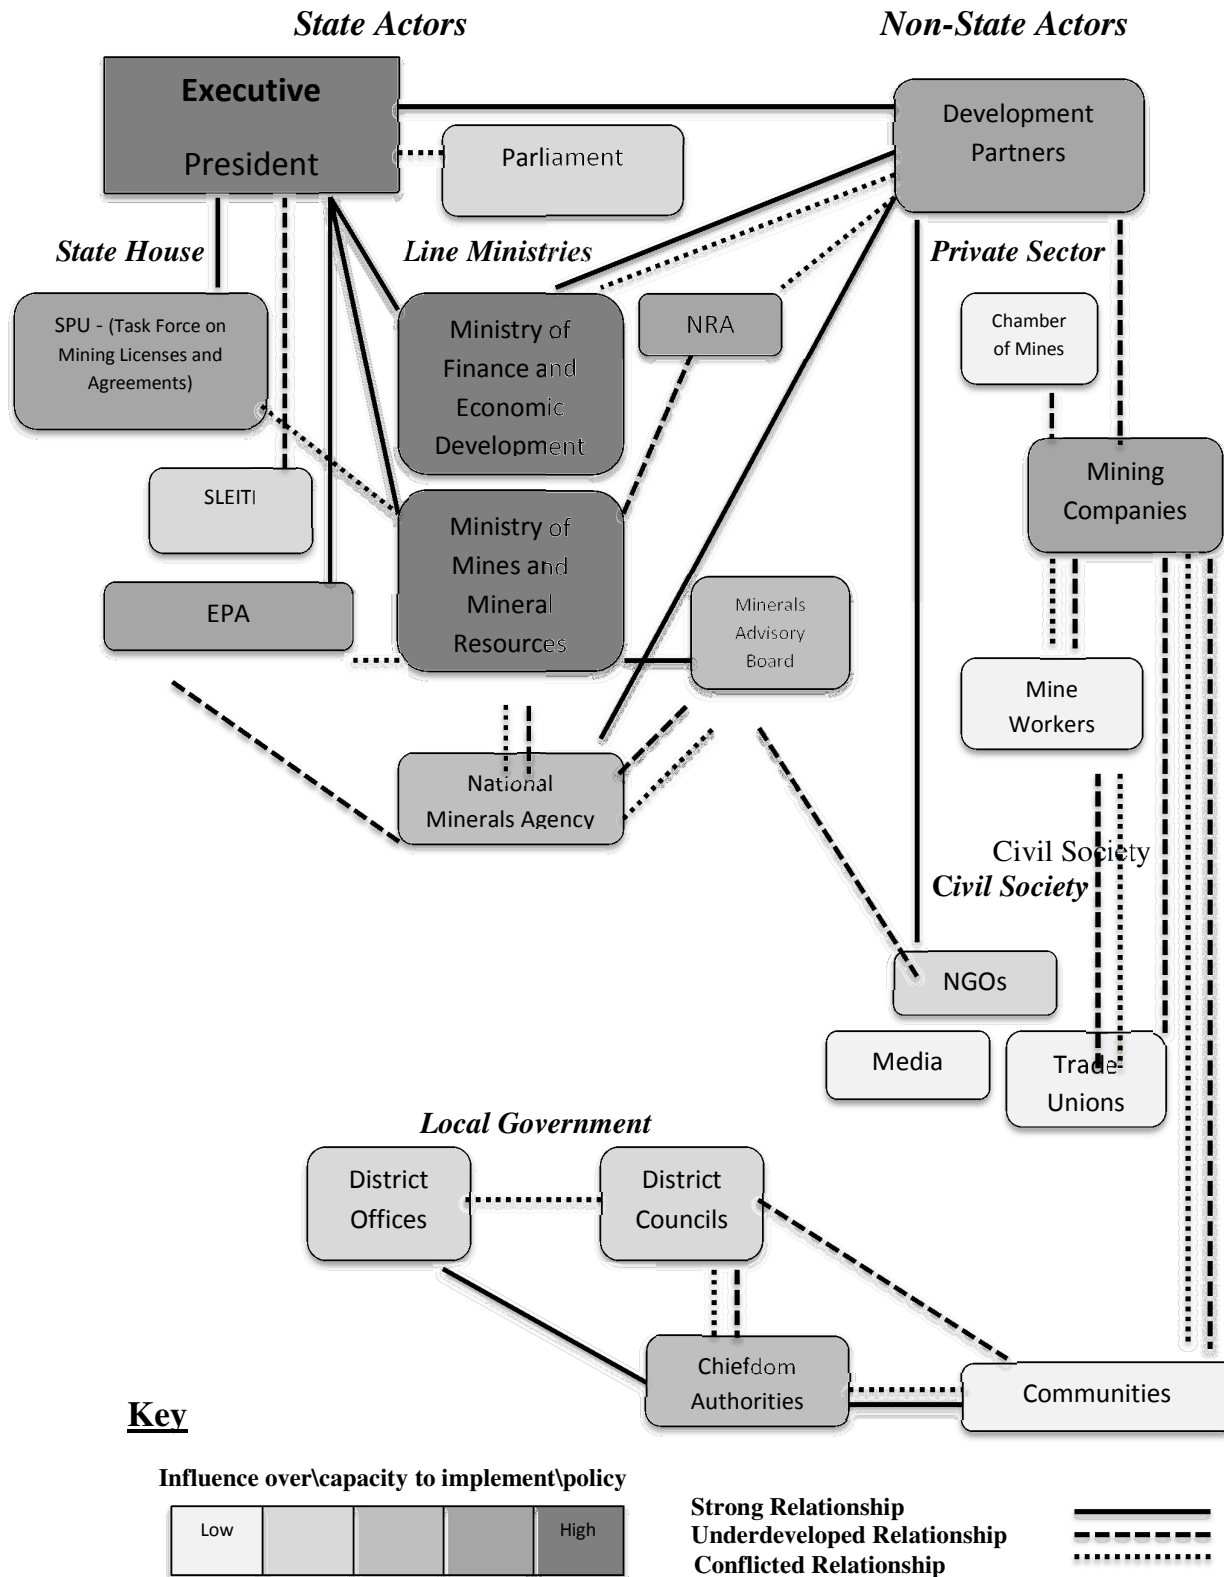 State Actors
Non-State Actors
Executive
President
Parliament
Development
Partners
State House
Line Ministries
Private Sector
SPU - (Task Force on
Mining Licenses and
Agreements)
Ministry of
Finance and
Economic
Development
NRA
Chamber
of Mines
SLEITI
Ministry of
Mines and
Mineral
Resources
Mining
Companies
EPA
Minerals
Advisory
Board
Mine
Workers
National
Minerals Agency
Civil Society
Civil Society
NGOs
Media
Trade
Unions
Local Government
District
Offices
District
Councils
Chiefdom
Authorities
Communities
Key
Influence over\capacity to implement\policy
Low
High
Strong Relationship
Underdeveloped Relationship
Conflicted Relationship